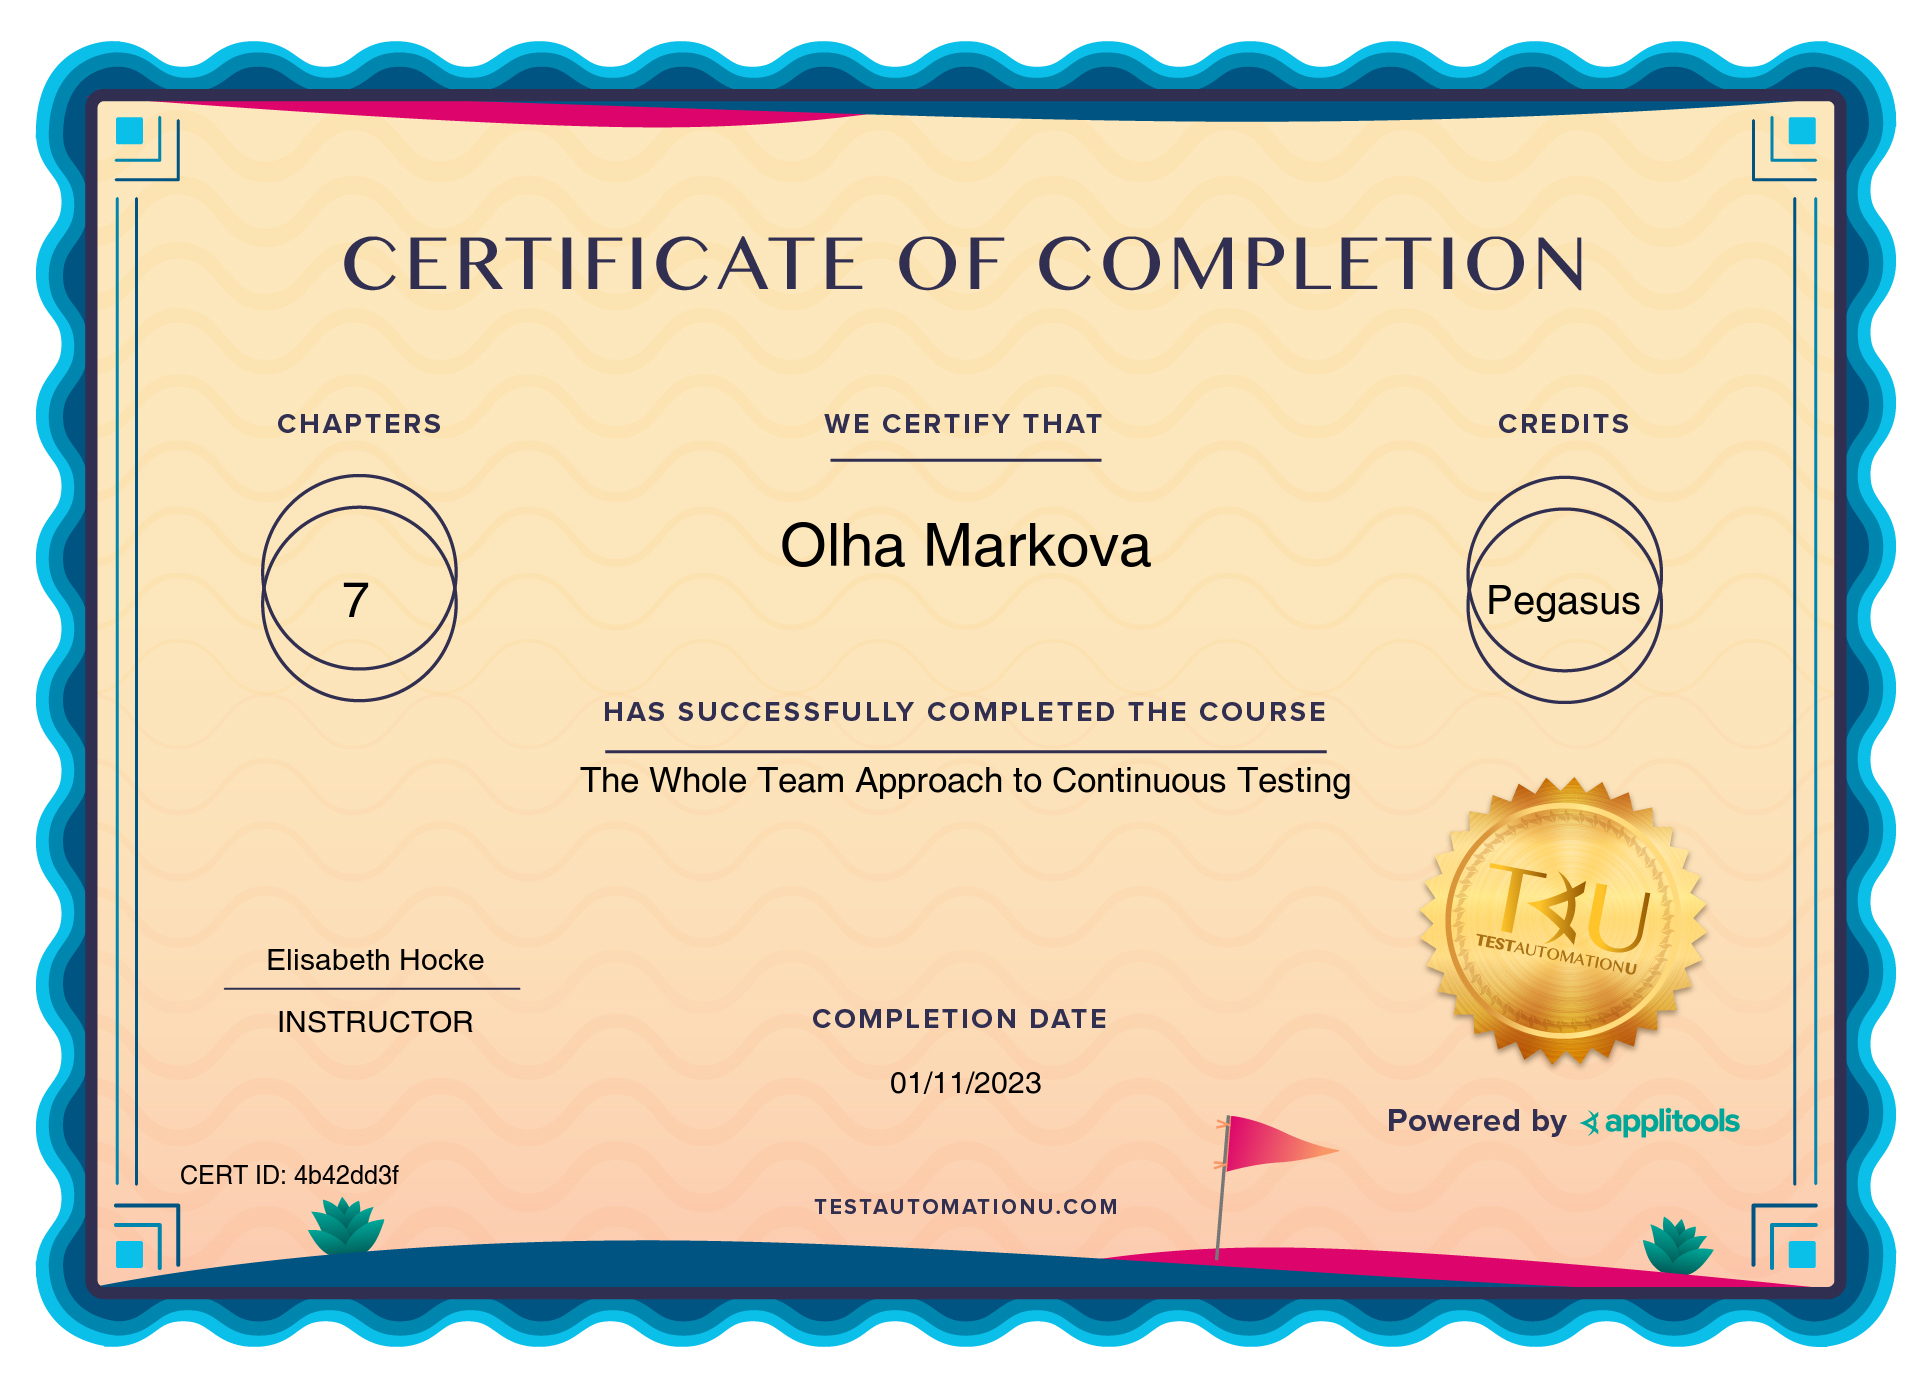 CERTIFICATE OF COMPLETION
CHAPTERS
7
WE CERTIFY THAT
Olha Markova
CREDITS
Pegasus
HAS SUCCESSFULLY COMPLETED THE COURSE
The Whole Team Approach to Continuous Testing
TAU
TESTAUTOMATIONU
Elisabeth Hocke
INSTRUCTOR
COMPLETION DATE
01/11/2023
Powered by applitools
CERT ID: 4b42dd3f
TESTAUTOMATIONU.COM